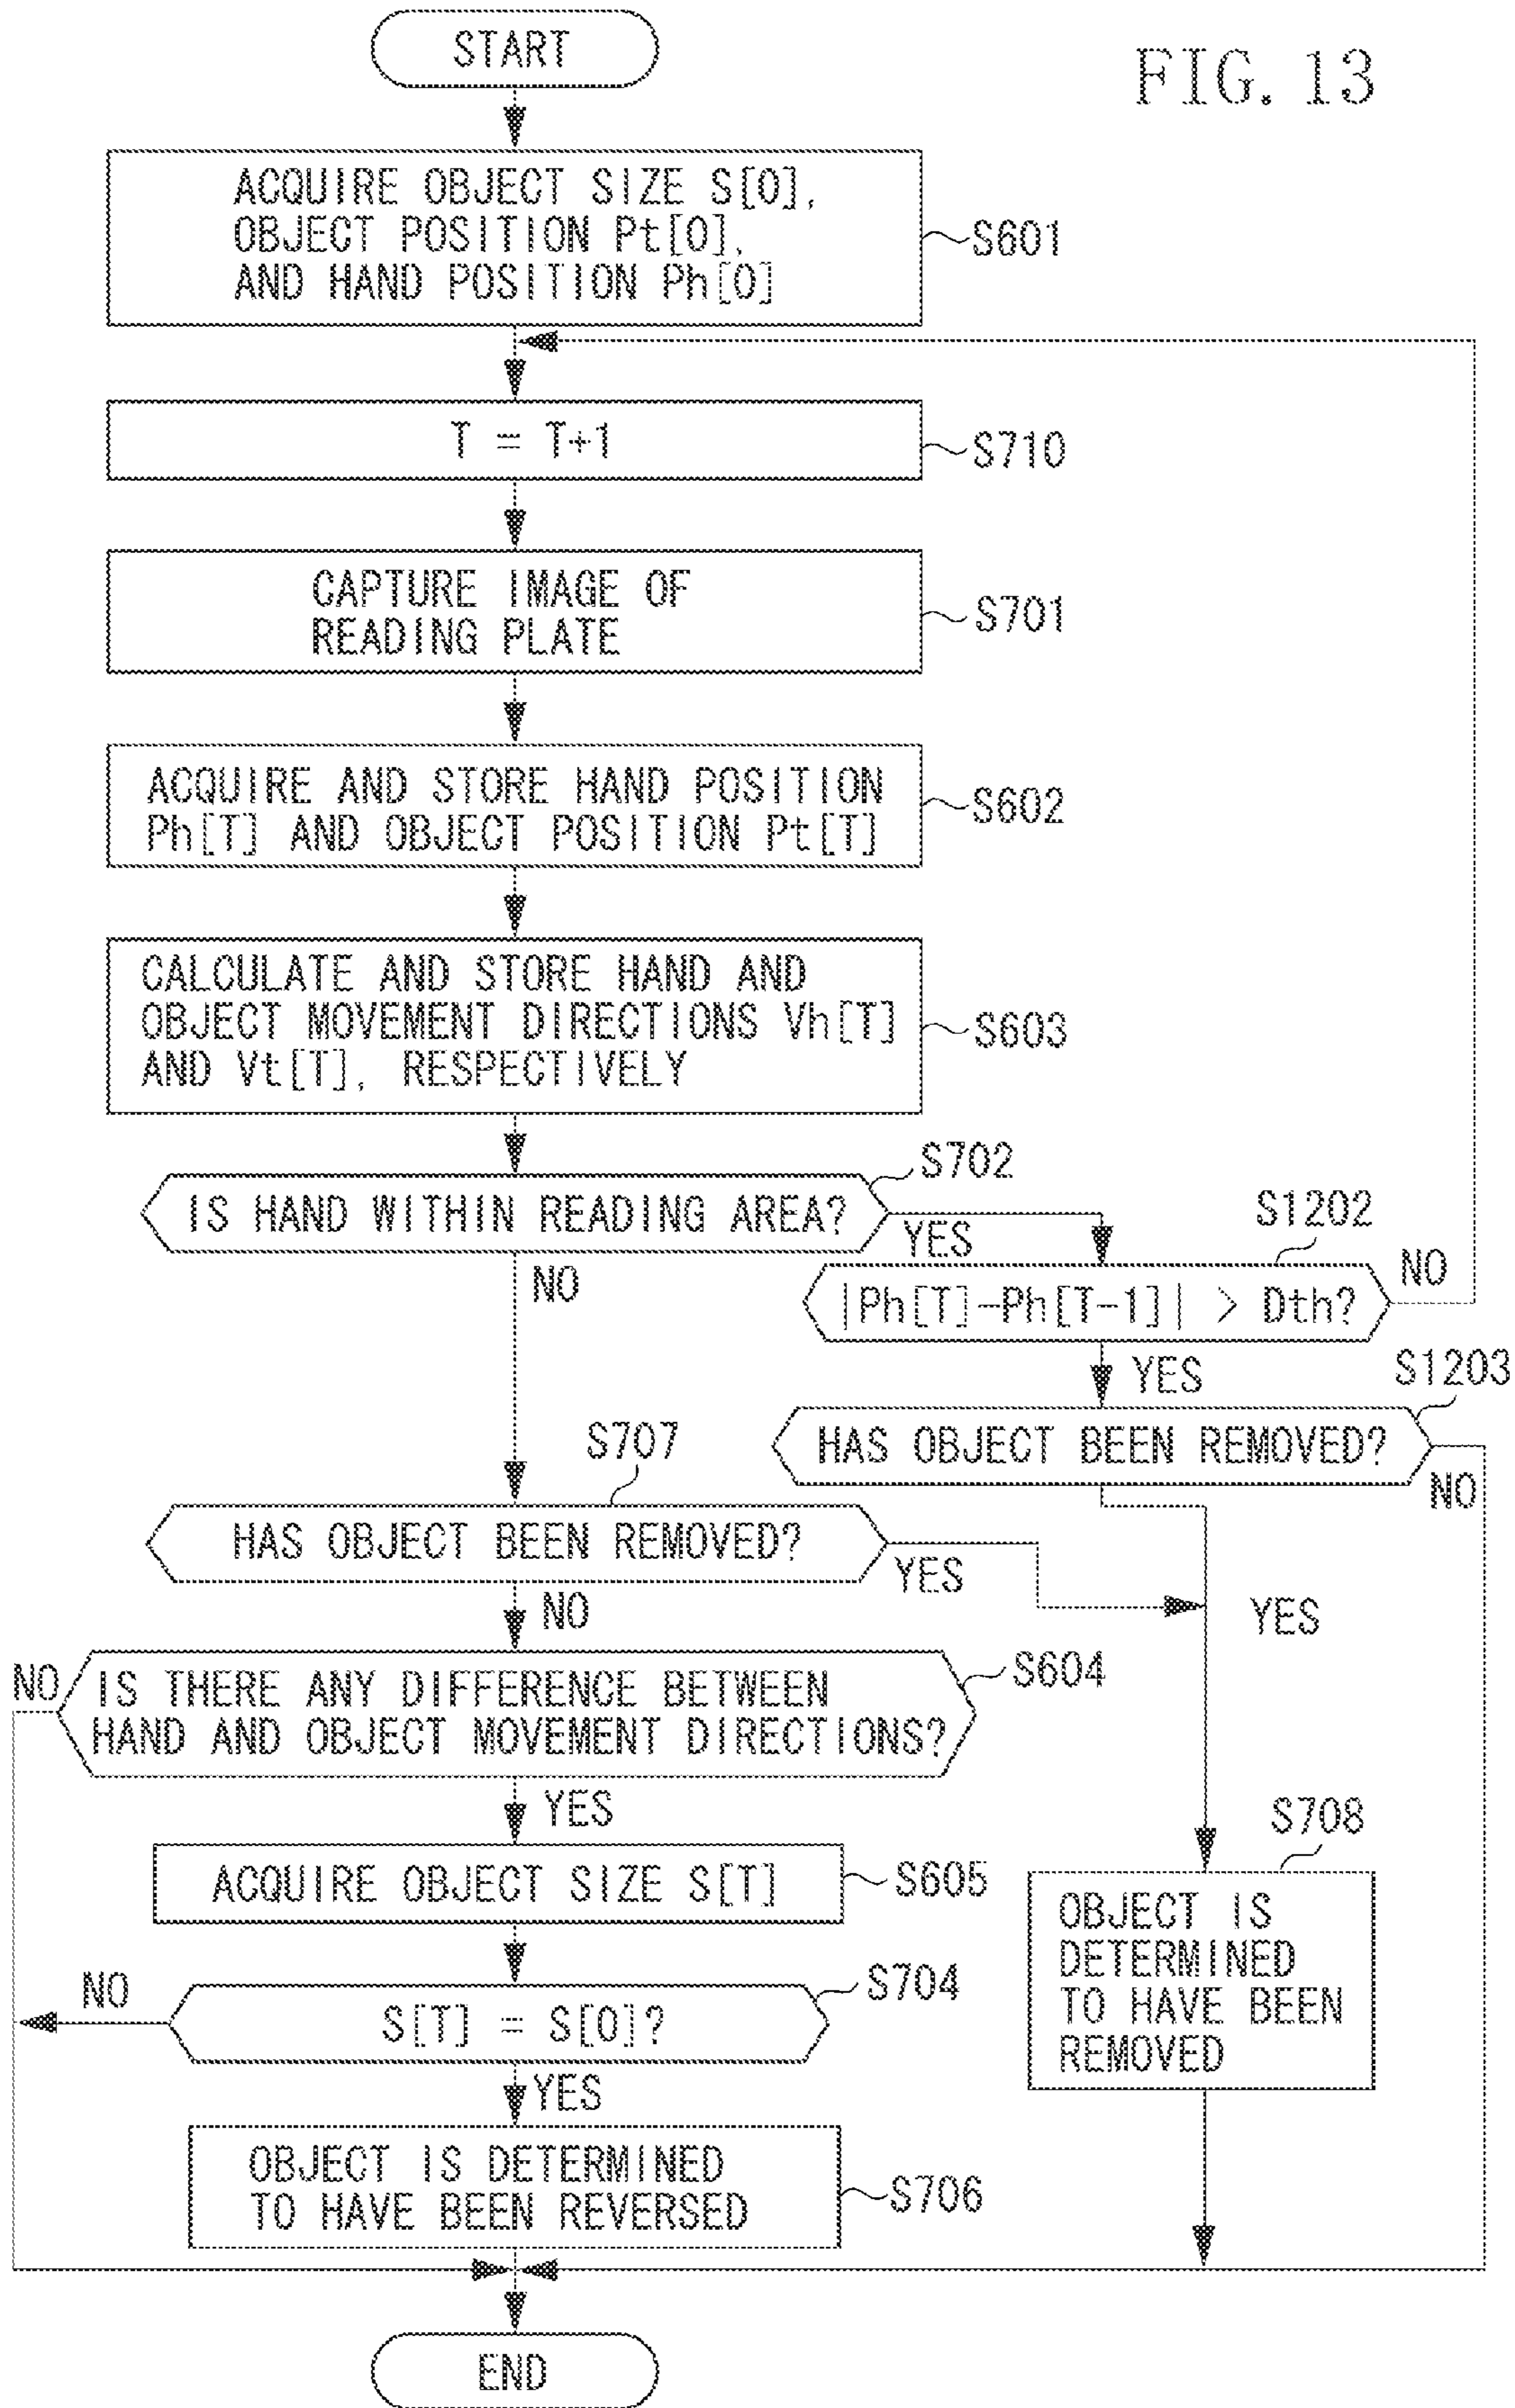 START
FIG. 13
ACQUIRE OBJECT SIZE S[0],
OBJECT POSITION Pt[0],
AND HAND POSITION Ph[0]
S601
T = T+1
S710
CAPTURE IMAGE OF
READING PLATE
S701
ACQUIRE AND STORE HAND POSITION
Ph[T] AND OBJECT POSITION Pt[T]
S602
CALCULATE AND STORE HAND AND
OBJECT MOVEMENT DIRECTIONS Vh[T]
AND Vt[T], RESPECTIVELY
S603
S702
IS HAND WITHIN READING AREA?
YES
NO
S1202
|Ph[T]-Ph[T-1]| > Dth?
NO
YES
S1203
HAS OBJECT BEEN REMOVED?
NO
YES
S707
HAS OBJECT BEEN REMOVED?
YES
NO
S604
IS THERE ANY DIFFERENCE BETWEEN
HAND AND OBJECT MOVEMENT DIRECTIONS?
NO
YES
ACQUIRE OBJECT SIZE S[T]
S605
S704
S[T] = S[0]?
NO
YES
OBJECT IS DETERMINED
TO HAVE BEEN REVERSED
S706
S708
OBJECT IS
DETERMINED
TO HAVE BEEN
REMOVED
END